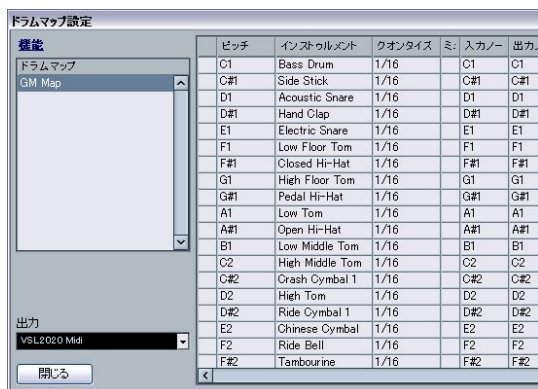 ドラムマップ設定
機能
ドラムマップ
GM Map
出力
VSL2020 Midi
閉じる
ピッチ インストゥルメント クオンタイズ ミ: 入力ノー 出力ノ
C1 Bass Drum 1/16 C1 C1
C#1 Side Stick 1/16 C#1 C#1
D1 Acoustic Snare 1/16 D1 D1
D#1 Hand Clap 1/16 D#1 D#1
E1 Electric Snare 1/16 E1 E1
F1 Low Floor Tom 1/16 F1 F1
F#1 Closed Hi-Hat 1/16 F#1 F#1
G1 High Floor Tom 1/16 G1 G1
G#1 Pedal Hi-Hat 1/16 G#1 G#1
A1 Low Tom 1/16 A1 A1
A#1 Open Hi-Hat 1/16 A#1 A#1
B1 Low Middle Tom 1/16 B1 B1
C2 High Middle Tom 1/16 C2 C2
C#2 Crash Cymbal 1 1/16 C#2 C#2
D2 High Tom 1/16 D2 D2
D#2 Ride Cymbal 1 1/16 D#2 D#2
E2 Chinese Cymbal 1/16 E2 E2
F2 Ride Bell 1/16 F2 F2
F#2 Tambourine 1/16 F#2 F#2